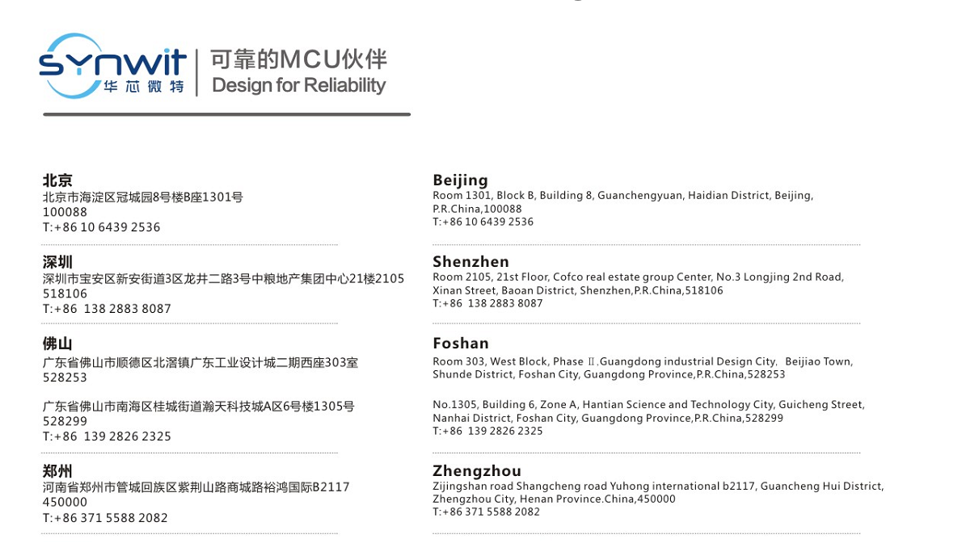 synwit
华芯微特
可靠的MCU伙伴
Design for Reliability
北京
北京市海淀区冠城园8号楼B座1301号
100088
T:+86 10 6439 2536
深圳
深圳市宝安区新安街道3区龙井二路3号中粮地产集团中心21楼2105
518106
T:+86 138 2883 8087
佛山
广东省佛山市顺德区北滘镇广东工业设计城二期西座303室
528253
广东省佛山市南海区桂城街道瀚天科技城A区6号楼1305号
528299
T:+86 139 2826 2325
郑州
河南省郑州市管城回族区紫荆山路商城路裕鸿国际B2117
450000
T:+86 371 5588 2082
Beijing
Room 1301, Block B, Building 8, Guanchengyuan, Haidian District, Beijing,
P.R.China,100088
T:+86 10 6439 2536
Shenzhen
Room 2105, 21st Floor, Cofco real estate group Center, No.3 Longjing 2nd Road,
Xinan Street, Baoan District, Shenzhen,P.R.China,518106
T:+86 138 2883 8087
Foshan
Room 303, West Block, Phase Ⅱ.Guangdong industrial Design City, Beijiao Town,
Shunde District, Foshan City, Guangdong Province,P.R.China,528253
No.1305, Building 6, Zone A, Hantian Science and Technology City, Guicheng Street,
Nanhai District, Foshan City, Guangdong Province,P.R.China,528299
T:+86 139 2826 2325
Zhengzhou
Zijingshan road Shangcheng road Yuhong international b2117, Guancheng Hui District,
Zhengzhou City, Henan Province.China,450000
T:+86 371 5588 2082